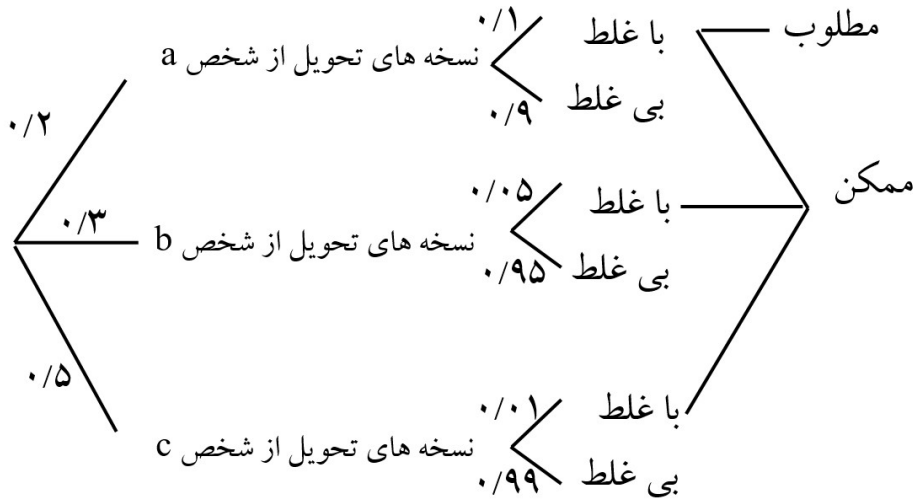 ۰/۲
۰/۳
۰/۵
نسخه های تحویل از شخص a
۰/۱
با غلط
۰/۹
بی غلط
نسخه های تحویل از شخص b
۰/۰۵
با غلط
۰/۹۵
بی غلط
نسخه های تحویل از شخص c
۰/۰۱
با غلط
۰/۹۹
بی غلط
مطلوب
ممکن